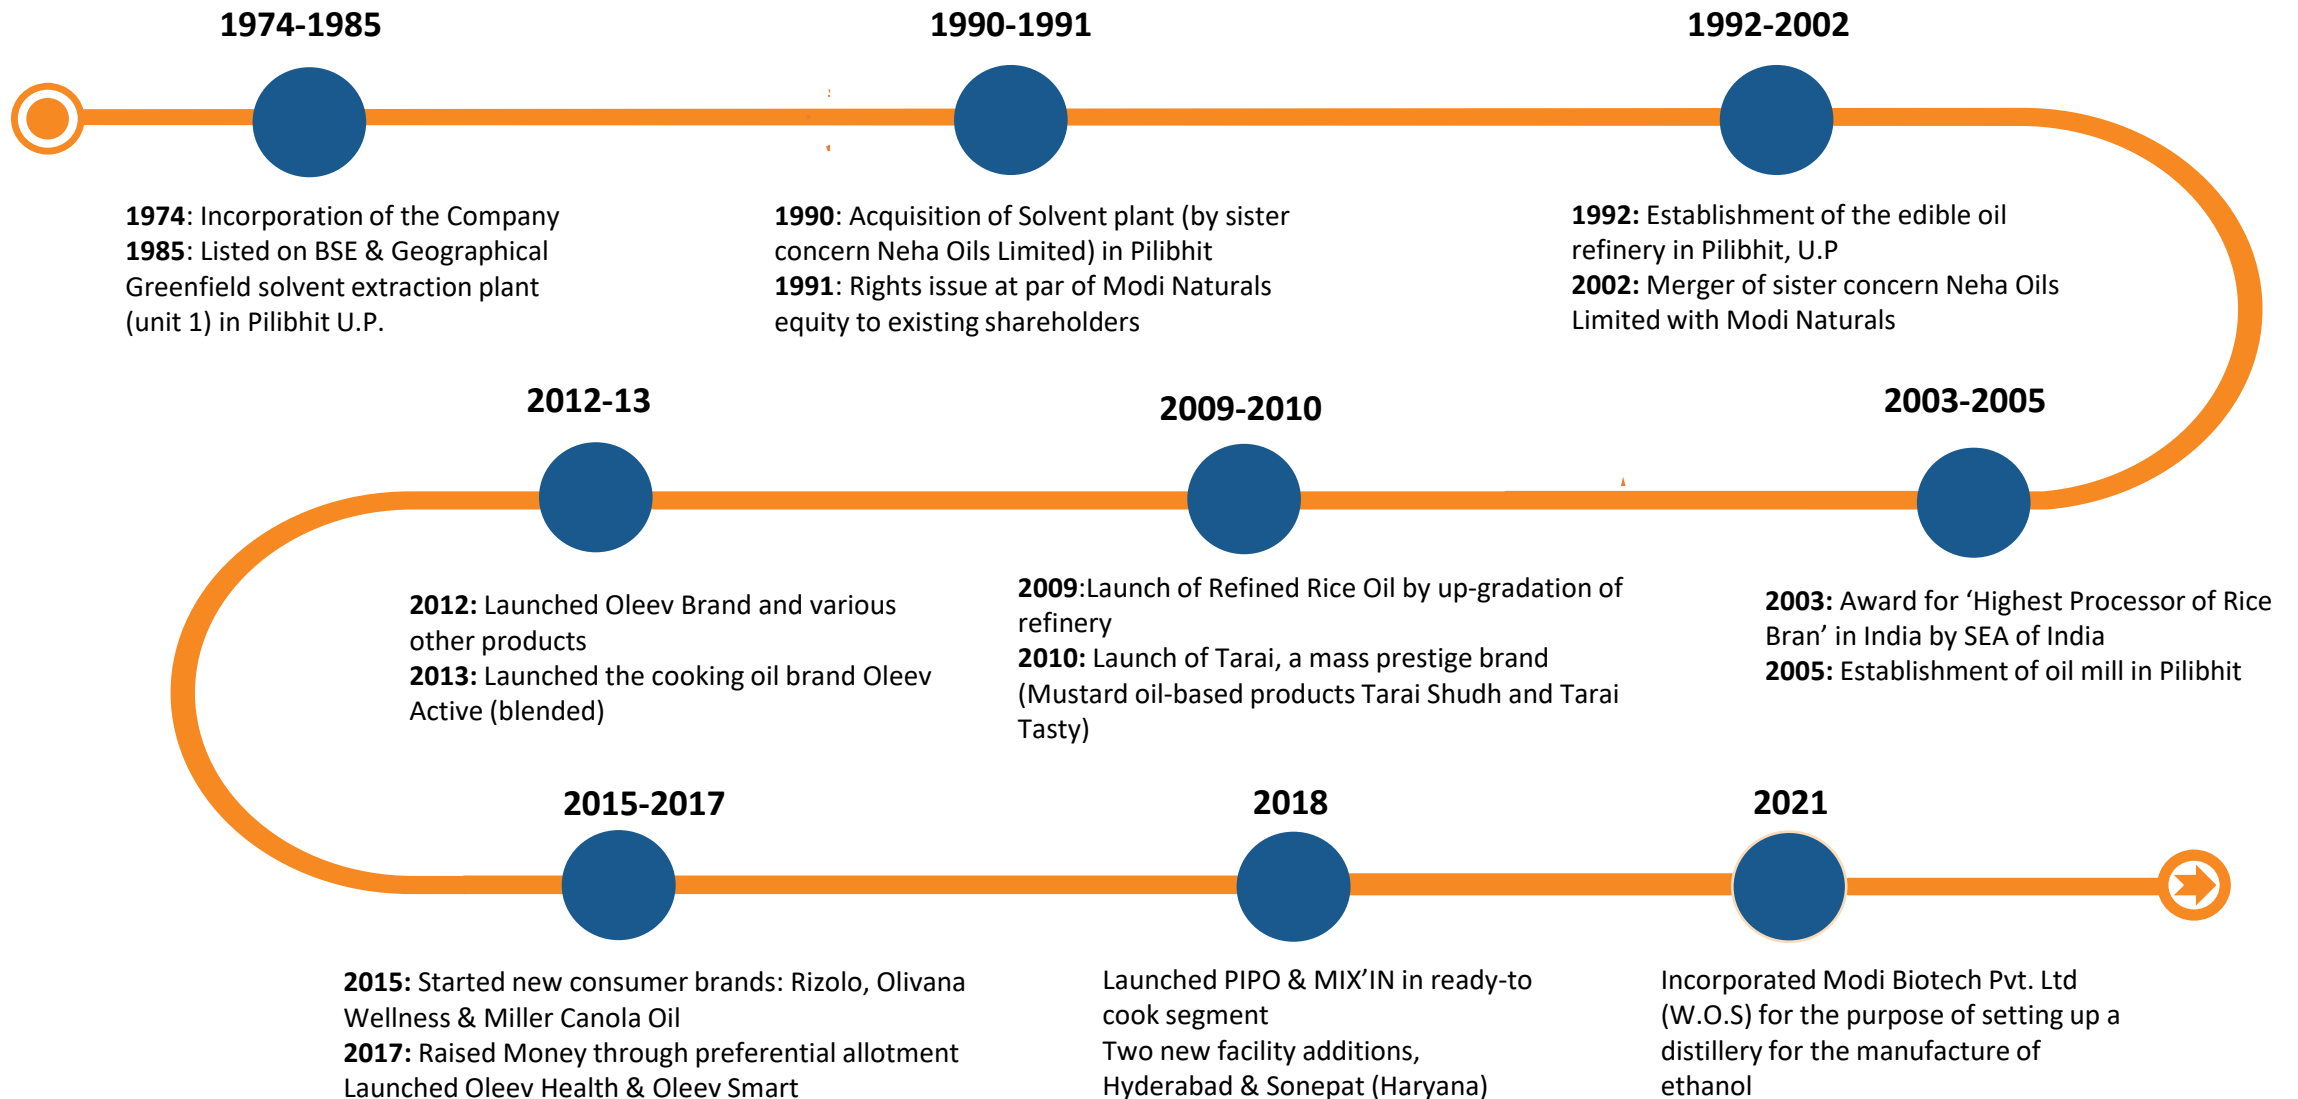 1974-1985
1990-1991
1992-2002
1974: Incorporation of the Company
1985: Listed on BSE & Geographical
Greenfield solvent extraction plant
(unit 1) in Pilibhit U.P.
1990: Acquisition of Solvent plant (by sister
concern Neha Oils Limited) in Pilibhit
1991: Rights issue at par of Modi Naturals
equity to existing shareholders
1992: Establishment of the edible oil
refinery in Pilibhit, U.P
2002: Merger of sister concern Neha Oils
Limited with Modi Naturals
2003-2005
2009-2010
2012-13
2003: Award for ‘Highest Processor of Rice
Bran’ in India by SEA of India
2005: Establishment of oil mill in Pilibhit
2009:Launch of Refined Rice Oil by up-gradation of
refinery
2010: Launch of Tarai, a mass prestige brand
(Mustard oil-based products Tarai Shudh and Tarai
Tasty)
2012: Launched Oleev Brand and various
other products
2013: Launched the cooking oil brand Oleev
Active (blended)
2015-2017
2018
2021
2015: Started new consumer brands: Rizolo, Olivana
Wellness & Miller Canola Oil
2017: Raised Money through preferential allotment
Launched Oleev Health & Oleev Smart
Launched PIPO & MIX’IN in ready-to
cook segment
Two new facility additions,
Hyderabad & Sonepat (Haryana)
Incorporated Modi Biotech Pvt. Ltd
(W.O.S) for the purpose of setting up a
distillery for the manufacture of
ethanol